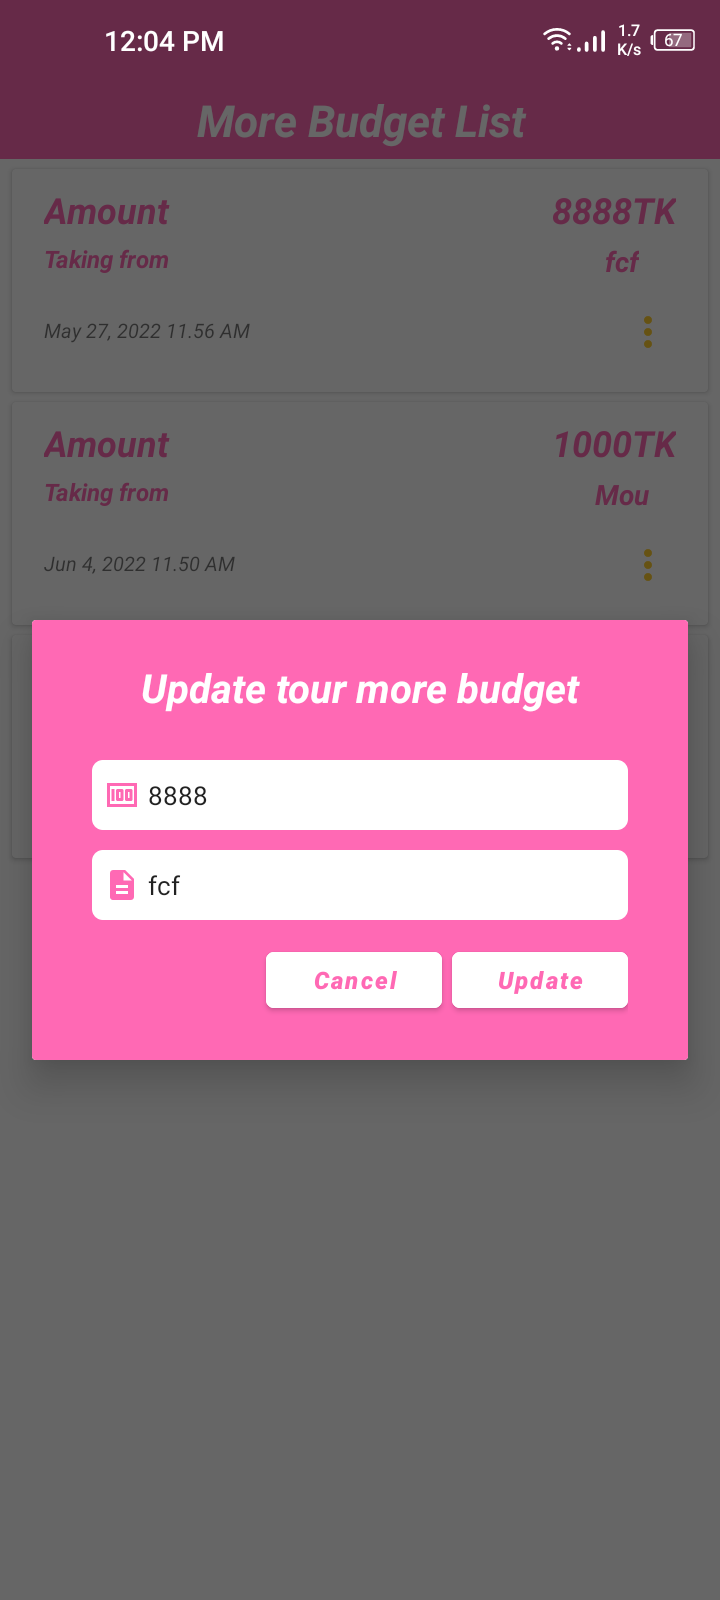 12:04 PM
1.7
K/s
67
More Budget List
Amount
8888TK
Taking from
fcf
May 27, 2022 11.56 AM
Amount
1000TK
Taking from
Mou
Jun 4, 2022 11.50 AM
Update tour more budget
100
8888
fcf
Cancel
Update